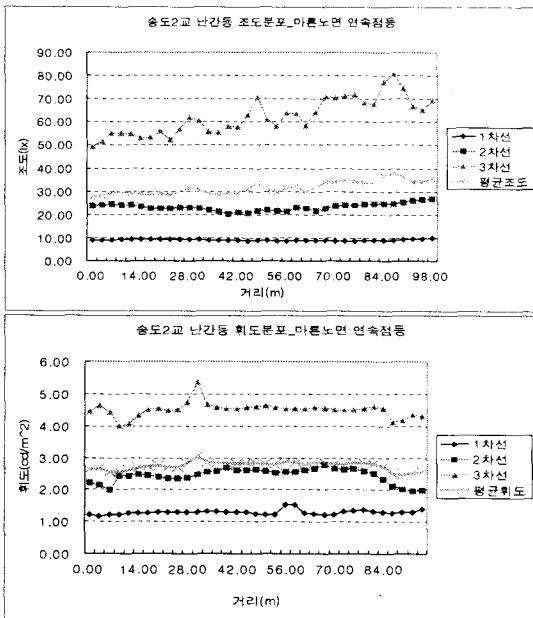 송도2교 난간등 조도분포_마른노면 연속점등
조도(lx)
90.00
80.00
70.00
60.00
50.00
40.00
30.00
20.00
10.00
0.00
0.00 14.00 28.00 42.00 56.00 70.00 84.00 98.00
거리(m)
1차선
2차선
3차선
평균조도
송도2교 난간등 휘도분포_마른노면 연속점등
휘도(cd/m^2)
6.00
5.00
4.00
3.00
2.00
1.00
0.00
0.00 14.00 28.00 42.00 56.00 70.00 84.00
거리(m)
1차선
2차선
3차선
평균휘도